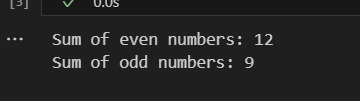 [3]
0.0s
Sum of even numbers: 12
Sum of odd numbers: 9